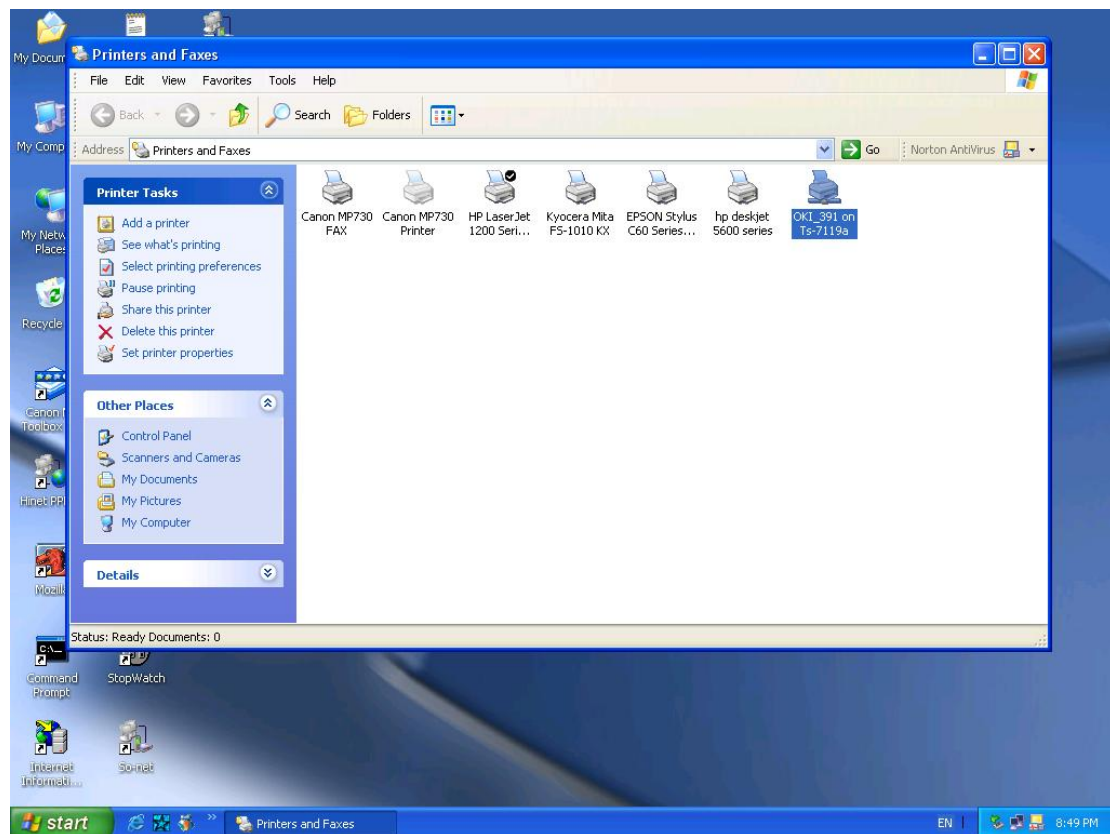 My Docum
Printers and Faxes
File Edit View Favorites Tools Help
Back Search Folders
Address Printers and Faxes Go Norton AntiVirus
My Comp
My Netw
Places
Recycle
Canon
Toolbox
Hinet PPP
Mozill
Command
Prompt
Internet
Informati...
StopWatch
So-net
Printer Tasks
Add a printer
See what's printing
Select printing preferences
Pause printing
Share this printer
Delete this printer
Set printer properties
Other Places
Control Panel
Scanners and Cameras
My Documents
My Pictures
My Computer
Details
Canon MP730
FAX
Canon MP730
Printer
HP LaserJet
1200 Seri...
Kyocera Mita
FS-1010 KX
EPSON Stylus
C60 Series...
hp deskjet
5600 series
OKI_391 on
Ts-7119a
Status: Ready Documents: 0
start Printers and Faxes EN 8:49 PM